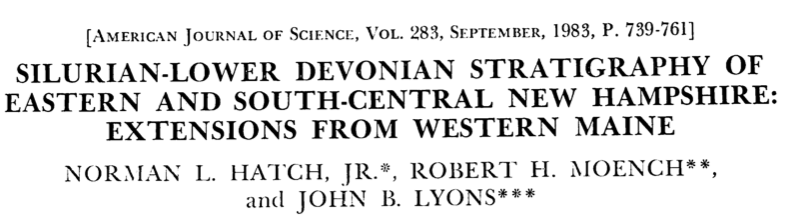 [AMERICAN JOURNAL OF SCIENCE, VOL. 283, SEPTEMBER, 1983, P. 739-761]
SILURIAN-LOWER DEVONIAN STRATIGRAPHY OF
EASTERN AND SOUTH-CENTRAL NEW HAMPSHIRE:
EXTENSIONS FROM WESTERN MAINE
NORMAN L. HATCH, JR.*, ROBERT H. MOENCH**,
and JOHN B. LYONS***